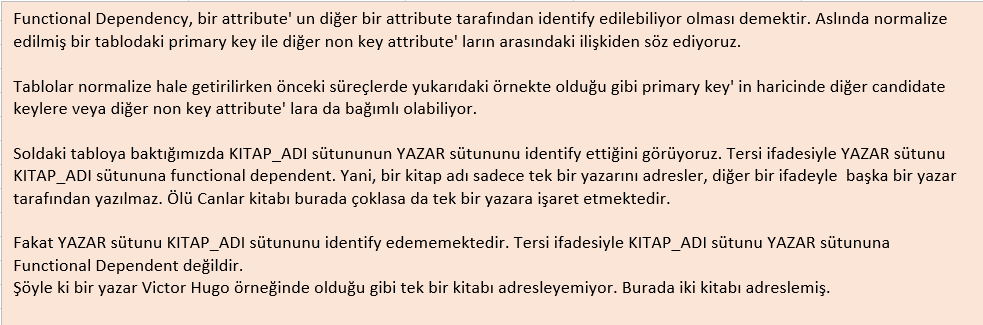 Functional Dependency, bir attribute' un diğer bir attribute tarafından identify edilebiliyor olması demektir. Aslında normalize
edilmiş bir tablodaki primary key ile diğer non key attribute' ların arasındaki ilişkiden söz ediyoruz.
Tablolar normalize hale getirilirken önceki süreçlerde yukarıdaki örnekte olduğu gibi primary key' in haricinde diğer candidate
keylere veya diğer non key attribute' lara da bağımlı olabiliyor.
Soldaki tabloya baktığımızda KITAP_ADI sütununun YAZAR sütununu identify ettiğini görüyoruz. Tersi ifadesiyle YAZAR sütunu
KITAP_ADI sütununa functional dependent. Yani, bir kitap adı sadece tek bir yazarını adresler, diğer bir ifadeyle  başka bir yazar
tarafından yazılmaz. Ölü Canlar kitabı burada çoklasa da tek bir yazara işaret etmektedir.
Fakat YAZAR sütunu KITAP_ADI sütununu identify edememektedir. Tersi ifadesiyle KITAP_ADI sütunu YAZAR sütununa
Functional Dependent değildir.
Şöyle ki bir yazar Victor Hugo örneğinde olduğu gibi tek bir kitabı adresleyemiyor. Burada iki kitabı adreslemiş.